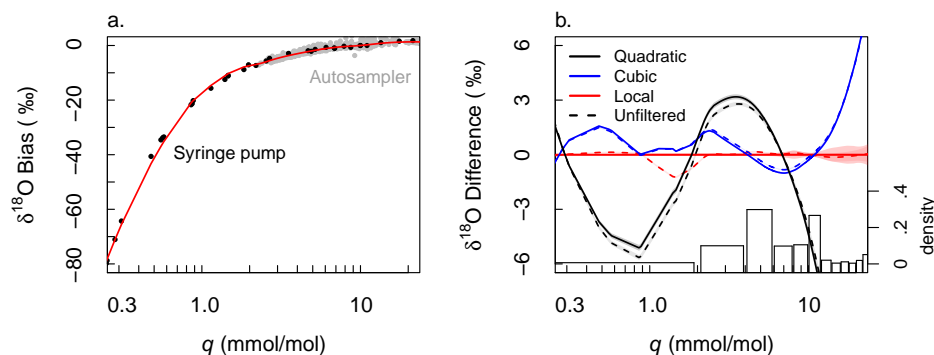 a.
0
−20
−40
−60
−80
δ18O Bias ( ‰)
Autosampler
Syringe pump
0.3
1.0
10
q (mmol/mol)
b.
6
3
0
−3
−6
δ18O Difference ( ‰)
Quadratic
Cubic
Local
Unfiltered
.4
.2
0
density
0.3
1.0
10
q (mmol/mol)